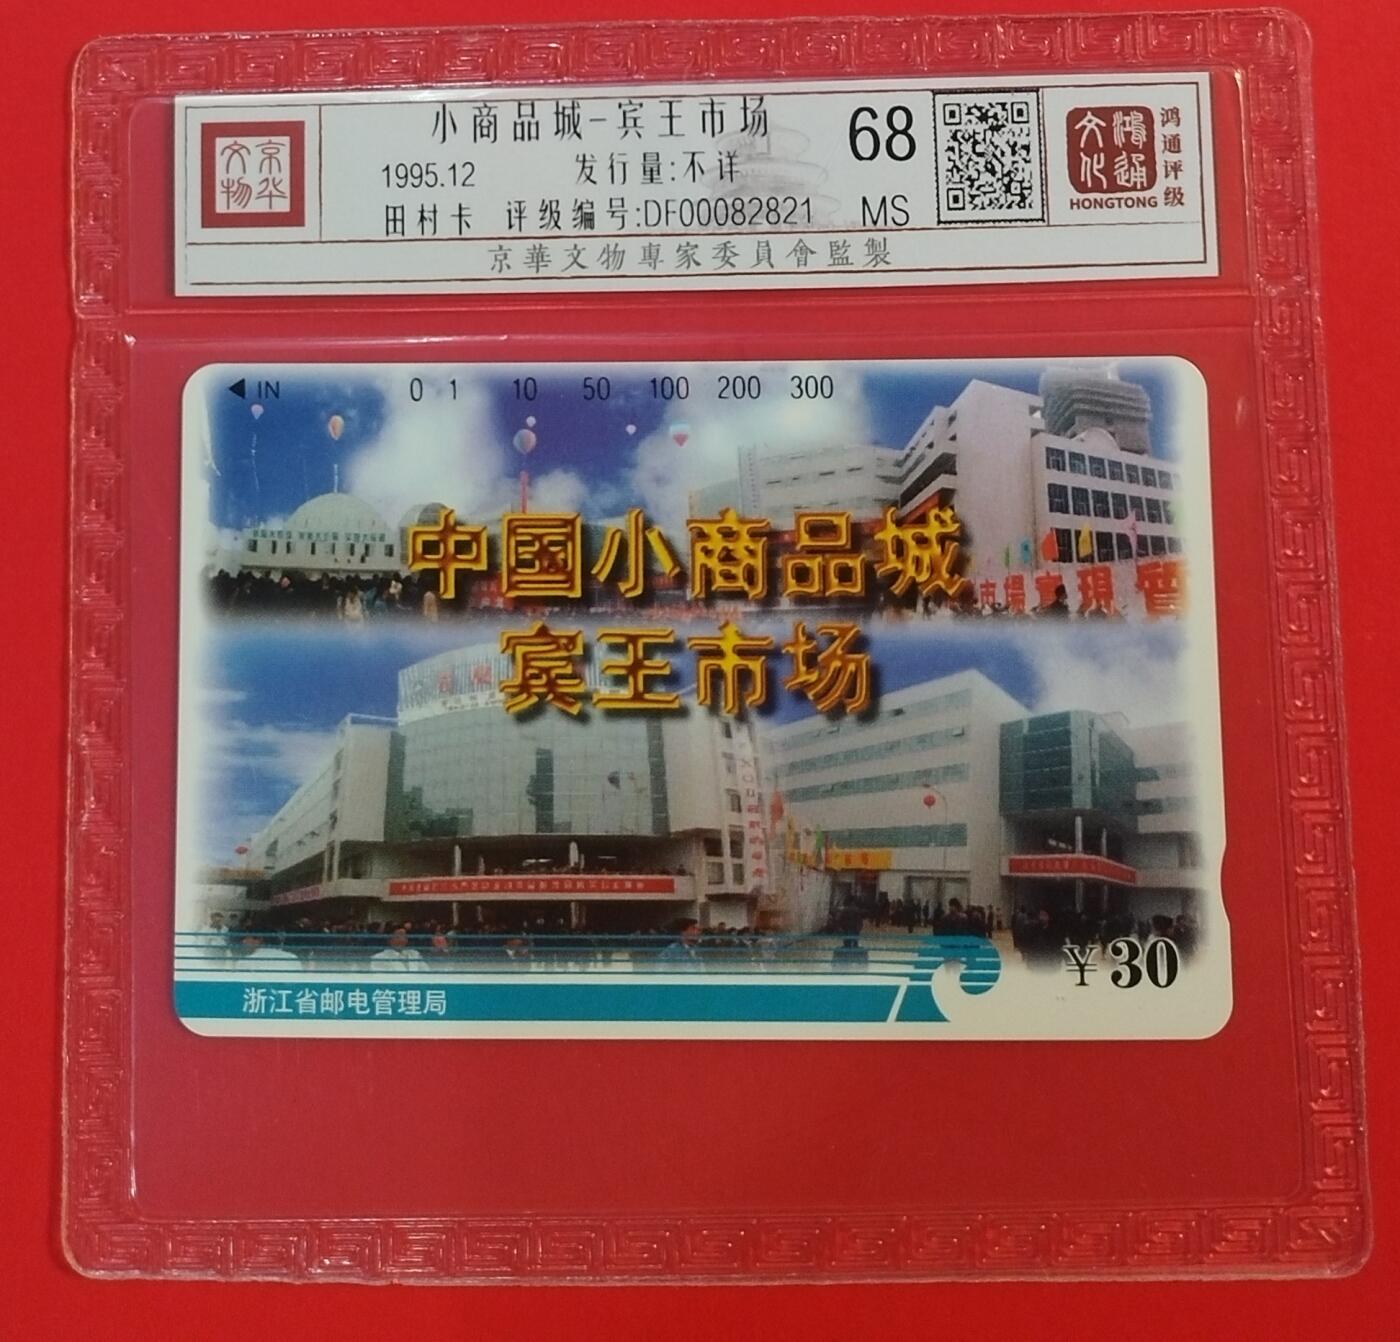 小商品城-宾王市场
1995.12 发行量:不详
田村卡 评级编号:DF00082821
68
MS
京华文物
京華文物專家委員會監製
鸿通文化
HONGTONG
鸿通评级
◀ IN 0 1 10 50 100 200 300
中国小商品城
宾王市场
浙江省邮电管理局
¥30